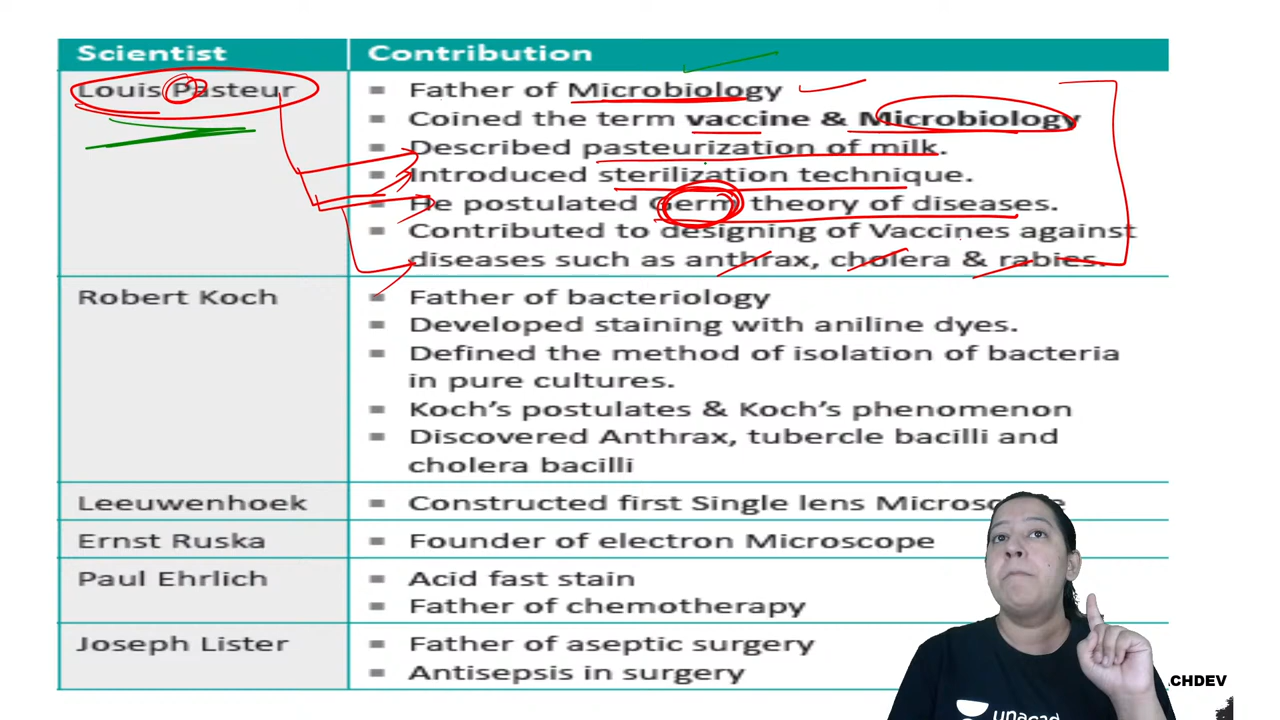 Scientist Contribution
Louis Pasteur ▪ Father of Microbiology
▪ Coined the term vaccine & Microbiology
▪ Described pasteurization of milk.
▪ Introduced sterilization technique.
▪ He postulated Germ theory of diseases.
▪ Contributed to designing of Vaccines against
diseases such as anthrax, cholera & rabies.
Robert Koch ▪ Father of bacteriology
▪ Developed staining with aniline dyes.
▪ Defined the method of isolation of bacteria
in pure cultures.
▪ Koch's postulates & Koch's phenomenon
▪ Discovered Anthrax, tubercle bacilli and
cholera bacilli
Leeuwenhoek ▪ Constructed first Single lens Microscope
Ernst Ruska ▪ Founder of electron Microscope
Paul Ehrlich ▪ Acid fast stain
▪ Father of chemotherapy
Joseph Lister ▪ Father of aseptic surgery
▪ Antisepsis in surgery
CHDEV
unacad